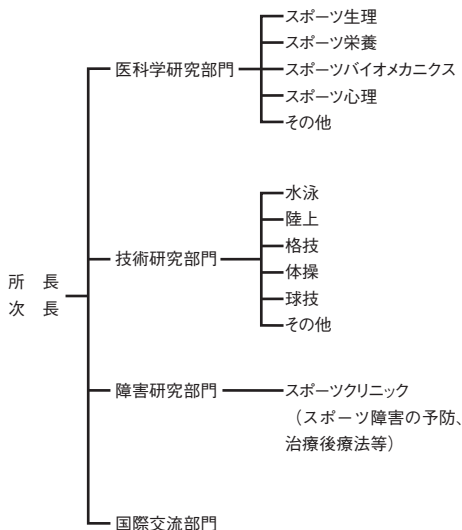 所 長
次 長
医科学研究部門
スポーツ生理
スポーツ栄養
スポーツバイオメカニクス
スポーツ心理
その他
技術研究部門
水泳
陸上
格技
体操
球技
その他
障害研究部門
スポーツクリニック
（スポーツ障害の予防、
治療後療法等）
国際交流部門